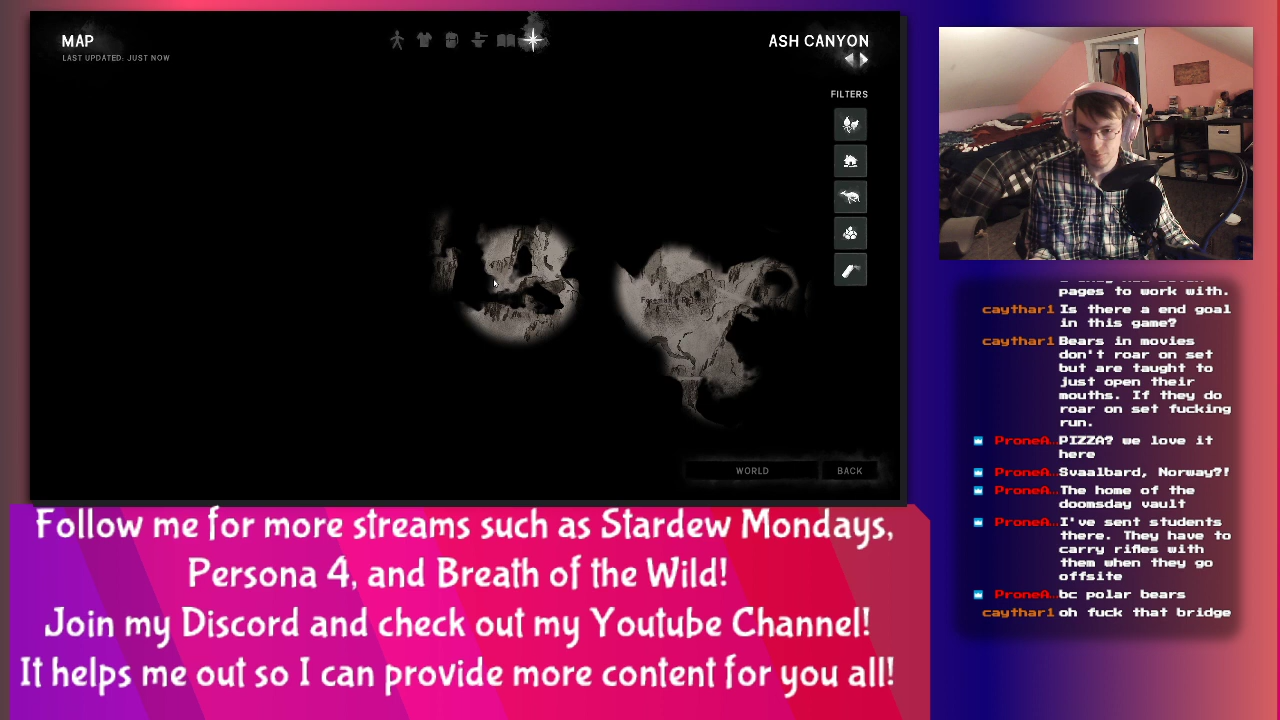 MAP
LAST UPDATED: JUST NOW
ASH CANYON
FILTERS
WORLD
BACK
Follow me for more streams such as Stardew Mondays,
Persona 4, and Breath of the Wild!
Join my Discord and check out my Youtube Channel!
It helps me out so I can provide more content for you all!
pages to work with.
caythar1 Is there a end goal
in this game?
caythar1 Bears in movies
don't roar on set
but are taught to
just open their
mouths. If they do
roar on set fucking
run.
ProneA.. PIZZA? we love it
here
ProneA.. Svaalbard, Norway?!
ProneA.. The home of the
doomsday vault
ProneA.. I've sent students
there. They have to
carry rifles with
them when they go
offsite
ProneA.. bc polar bears
caythar1 oh fuck that bridge